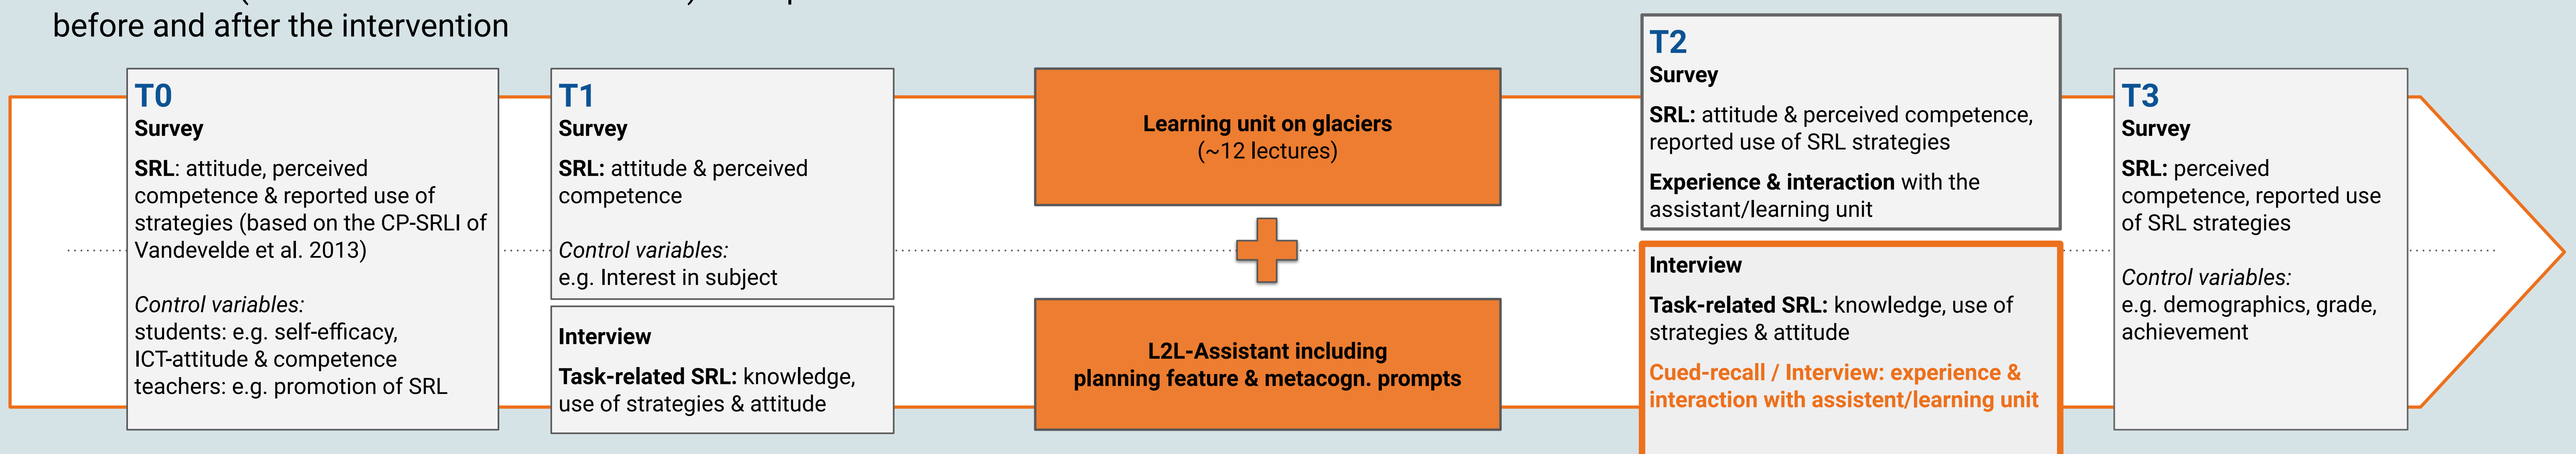 before and after the intervention
T0
Survey
SRL: attitude, perceived
competence & reported use of
strategies (based on the CP-SRLI of
Vandevelde et al. 2013)
Control variables:
students: e.g. self-efficacy,
ICT-attitude & competence
teachers: e.g. promotion of SRL
T1
Survey
SRL: attitude & perceived
competence
Control variables:
e.g. Interest in subject
Interview
Task-related SRL: knowledge,
use of strategies & attitude
Learning unit on glaciers
(~12 lectures)
L2L-Assistant including
planning feature & metacogn. prompts
T2
Survey
SRL: attitude & perceived competence,
reported use of SRL strategies
Experience & interaction with the
assistant/learning unit
Interview
Task-related SRL: knowledge, use of
strategies & attitude
Cued-recall / Interview: experience &
interaction with assistent/learning unit
T3
Survey
SRL: perceived
competence, reported use
of SRL strategies
Control variables:
e.g. demographics, grade,
achievement